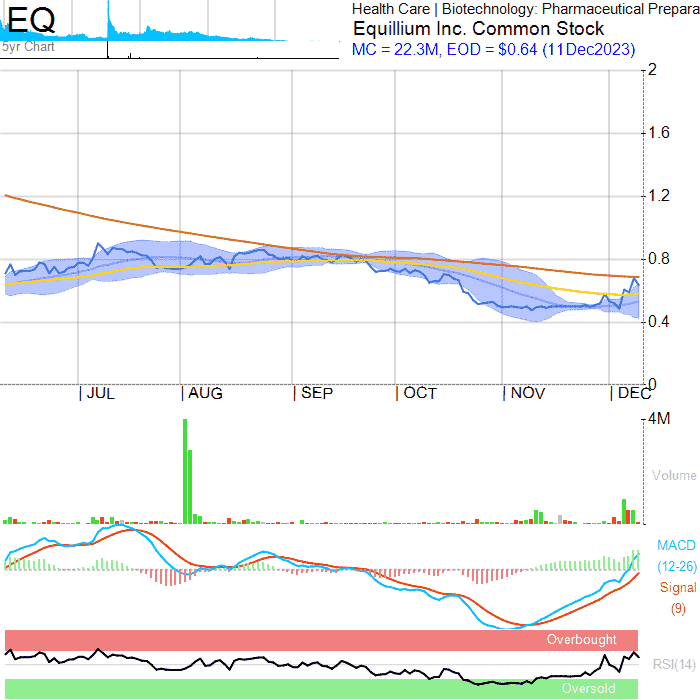 EQ
5yr Chart
Health Care | Biotechnology: Pharmaceutical Prepara
Equillium Inc. Common Stock
MC = 22.3M, EOD = $0.64 (11Dec2023)
2
1.6
1.2
0.8
0.4
0
| JUL | AUG | SEP | OCT | NOV | DEC
4M
Volume
MACD
(12-26)
Signal
(9)
Overbought
RSI(14)
Oversold